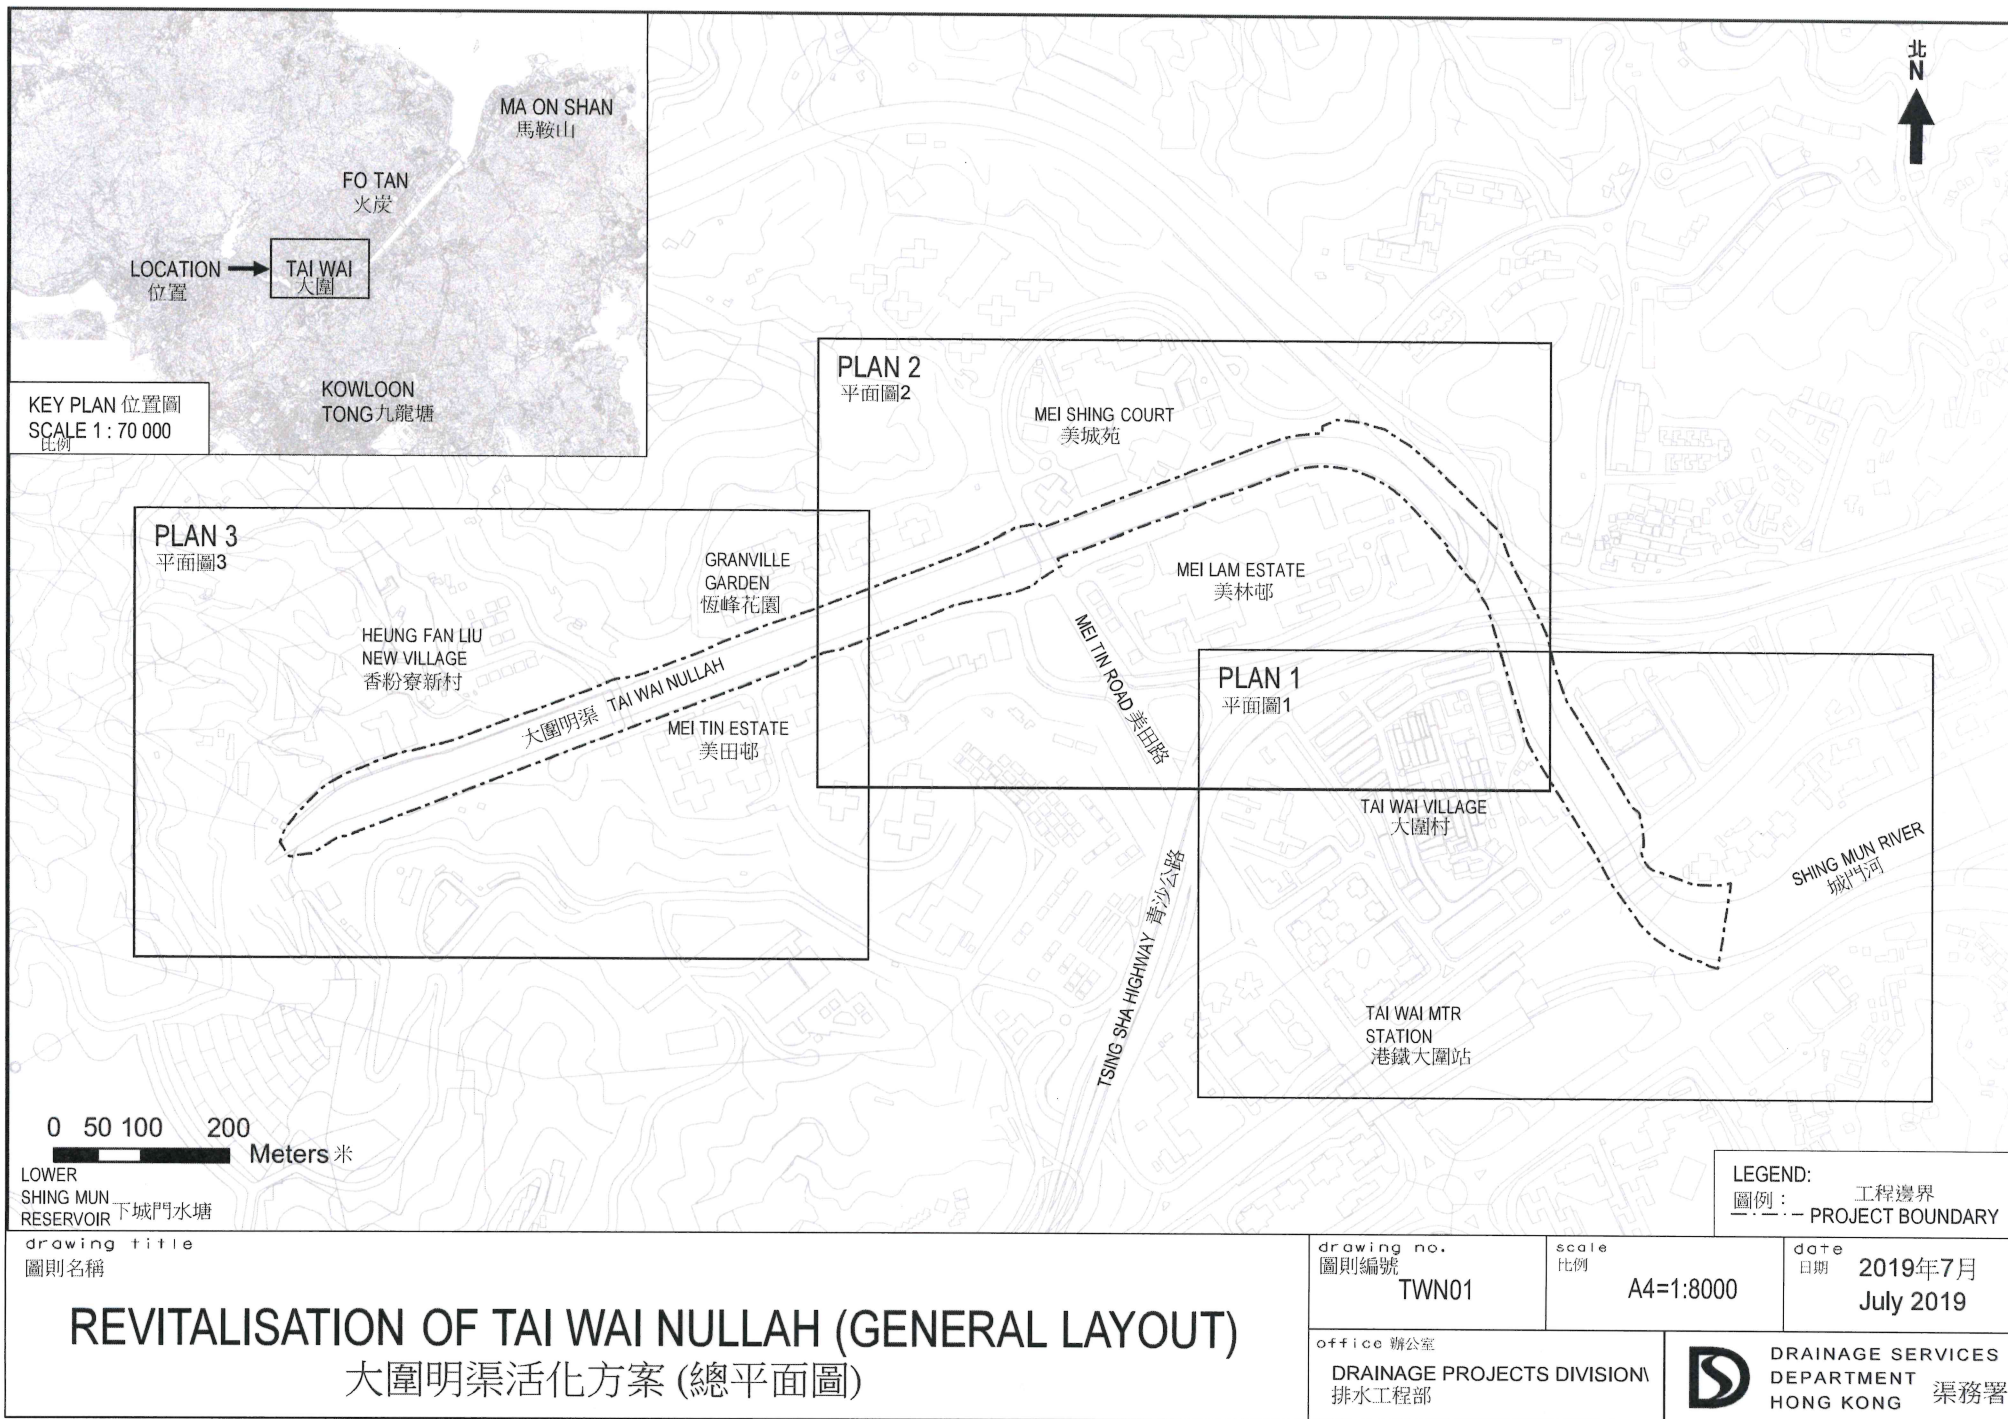 MA ON SHAN
馬鞍山
FO TAN
火炭
LOCATION
位置
TAI WAI
大圍
KOWLOON
TONG九龍塘
KEY PLAN 位置圖
SCALE 1 : 70 000
比例
北
N
PLAN 2
平面圖2
MEI SHING COURT
美城苑
PLAN 3
平面圖3
GRANVILLE
GARDEN
恆峰花園
HEUNG FAN LIU
NEW VILLAGE
香粉寮新村
大圍明渠 TAI WAI NULLAH
MEI TIN ESTATE
美田邨
MEI LAM ESTATE
美林邨
MEI TIN ROAD 美田路
PLAN 1
平面圖1
TAI WAI VILLAGE
大圍村
SHING MUN RIVER
城門河
TSING SHA HIGHWAY 青沙公路
TAI WAI MTR
STATION
港鐵大圍站
0 50 100 200
Meters 米
LOWER
SHING MUN
RESERVOIR 下城門水塘
LEGEND:
圖例：
工程邊界
PROJECT BOUNDARY
drawing title
圖則名稱
REVITALISATION OF TAI WAI NULLAH (GENERAL LAYOUT)
大圍明渠活化方案 (總平面圖)
drawing no.
圖則編號
TWN01
scale
比例
A4=1:8000
date
日期
2019年7月
July 2019
office 辦公室
DRAINAGE PROJECTS DIVISION\
排水工程部
DRAINAGE SERVICES
DEPARTMENT
HONG KONG 渠務署